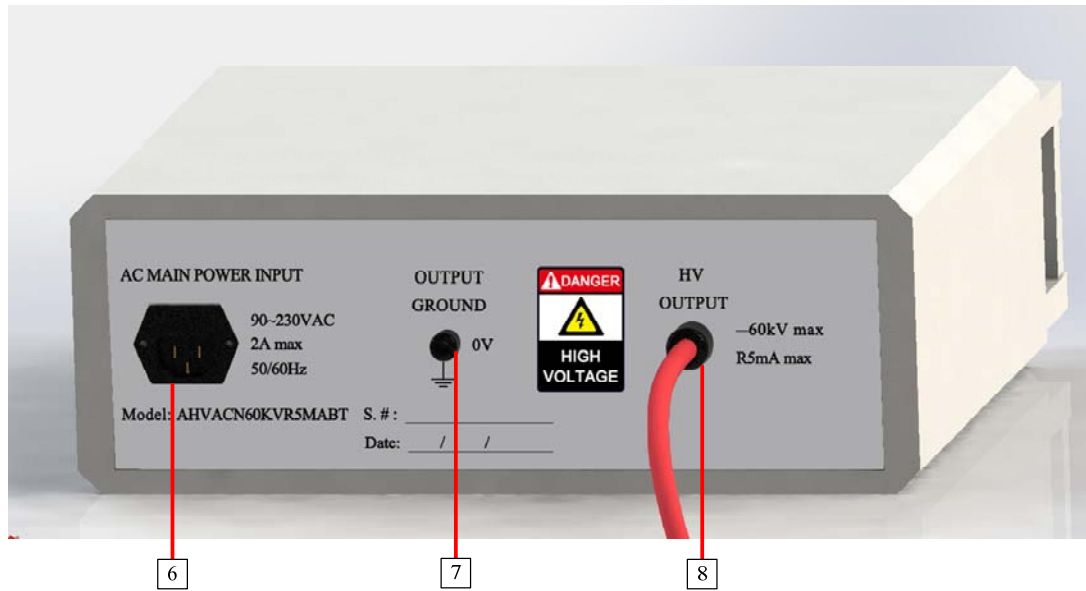 AC MAIN POWER INPUT
90~230VAC
2A max
50/60Hz
OUTPUT
GROUND
0V
DANGER
HIGH
VOLTAGE
HV
OUTPUT
—60kV max
R5mA max
Model: AHVACN60KVR5MABT
S. # :
Date: / /
6
7
8